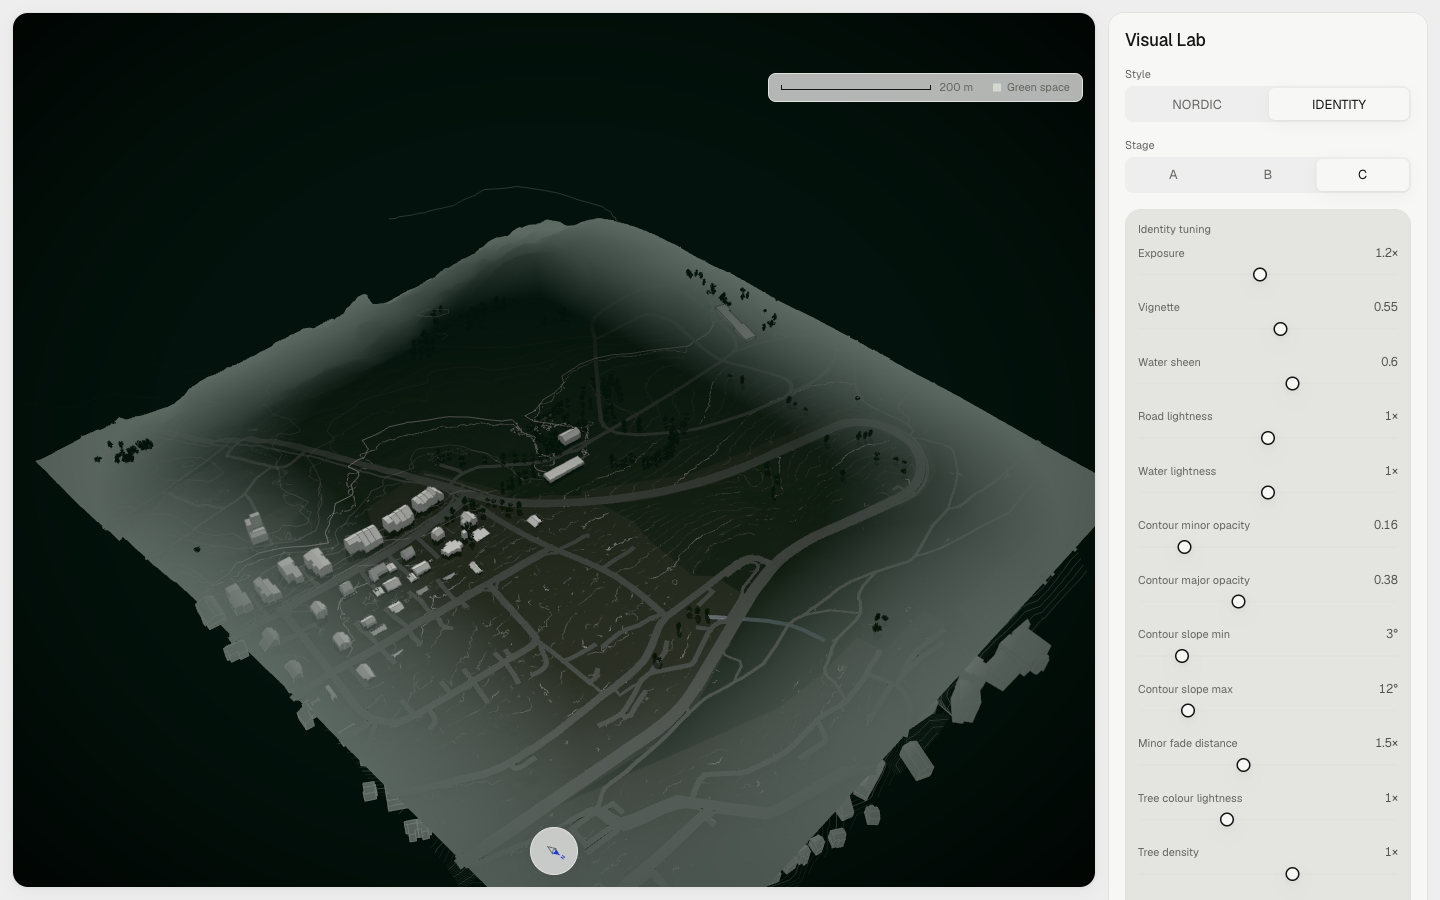 200 m
Green space
Visual Lab
Style
NORDIC
IDENTITY
Stage
A
B
C
Identity tuning
Exposure
1.2×
Vignette
0.55
Water sheen
0.6
Road lightness
1×
Water lightness
1×
Contour minor opacity
0.16
Contour major opacity
0.38
Contour slope min
3°
Contour slope max
12°
Minor fade distance
1.5×
Tree colour lightness
1×
Tree density
1×